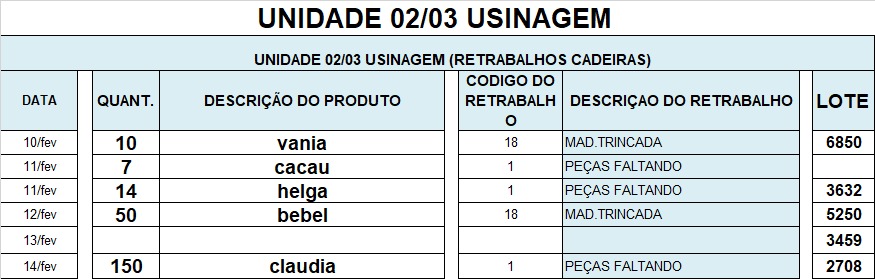 UNIDADE 02/03 USINAGEM
UNIDADE 02/03 USINAGEM (RETRABALHOS CADEIRAS)
DATA QUANT. DESCRIÇÃO DO PRODUTO CODIGO DO RETRABALH O DESCRIÇAO DO RETRABALHO LOTE
10/fev 10 vania 18 MAD.TRINCADA 6850
11/fev 7 cacau 1 PEÇAS FALTANDO
11/fev 14 helga 1 PEÇAS FALTANDO 3632
12/fev 50 bebel 18 MAD.TRINCADA 5250
13/fev 3459
14/fev 150 claudia 1 PEÇAS FALTANDO 2708